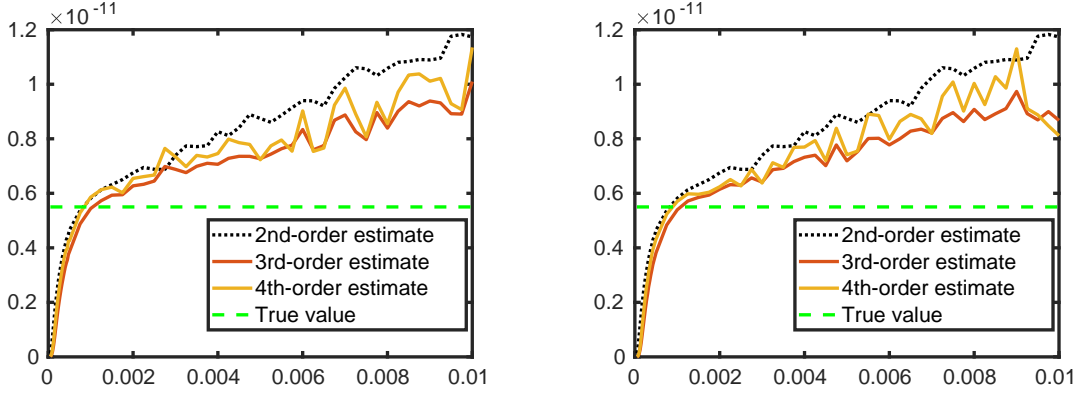 ×10⁻¹¹
1.2
1
0.8
0.6
0.4
0.2
0
2nd-order estimate
3rd-order estimate
4th-order estimate
True value
0 0.002 0.004 0.006 0.008 0.01
×10⁻¹¹
1.2
1
0.8
0.6
0.4
0.2
0
2nd-order estimate
3rd-order estimate
4th-order estimate
True value
0 0.002 0.004 0.006 0.008 0.01